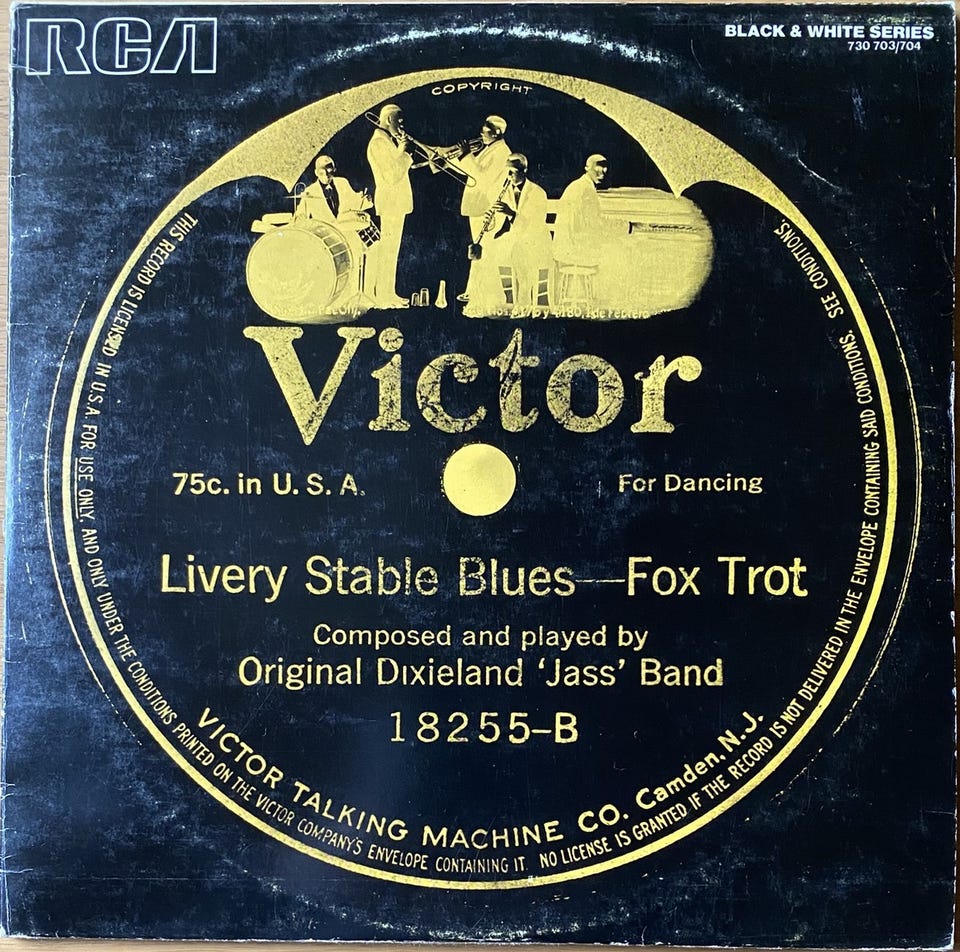 RCA
BLACK & WHITE SERIES
730 703/704
COPYRIGHT
Victor
75c. in U. S. A.
For Dancing
Livery Stable Blues—Fox Trot
Composed and played by
Original Dixieland ‘Jass’ Band
18255-B
VICTOR TALKING MACHINE CO. Camden, N.J.
THIS RECORD IS LICENSED IN U.S.A. FOR USE ONLY, AND ONLY UNDER THE CONDITIONS PRINTED ON THE VICTOR COMPANY'S ENVELOPE CONTAINING IT. NO LICENSE IS GRANTED IF THE RECORD IS NOT DELIVERED IN THE ENVELOPE CONTAINING SAID CONDITIONS. SEE CONDITIONS.